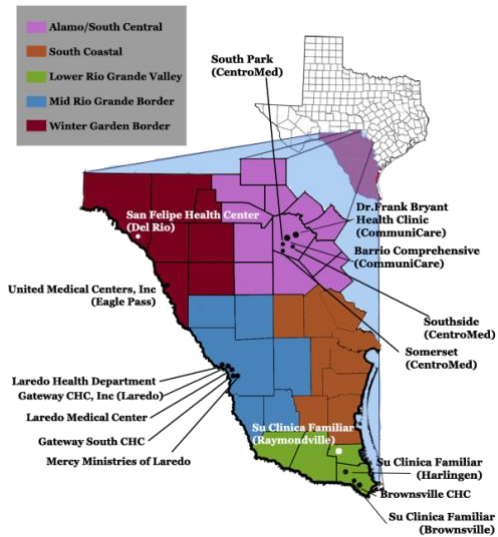 Alamo/South Central
South Coastal
Lower Rio Grande Valley
Mid Rio Grande Border
Winter Garden Border
South Park
(CentroMed)
Dr.Frank Bryant
Health Clinic
(CommuniCare)
San Felipe Health Center
(Del Rio)
Barrio Comprehensive
(CommuniCare)
United Medical Centers, Inc
(Eagle Pass)
Southside
(CentroMed)
Somerset
(CentroMed)
Laredo Health Department
Gateway CHC, Inc (Laredo)
Laredo Medical Center
Gateway South CHC
Mercy Ministries of Laredo
Su Clinica Familiar
(Raymondville)
Su Clinica Familiar
(Harlingen)
Brownsville CHC
Su Clinica Familiar
(Brownsville)